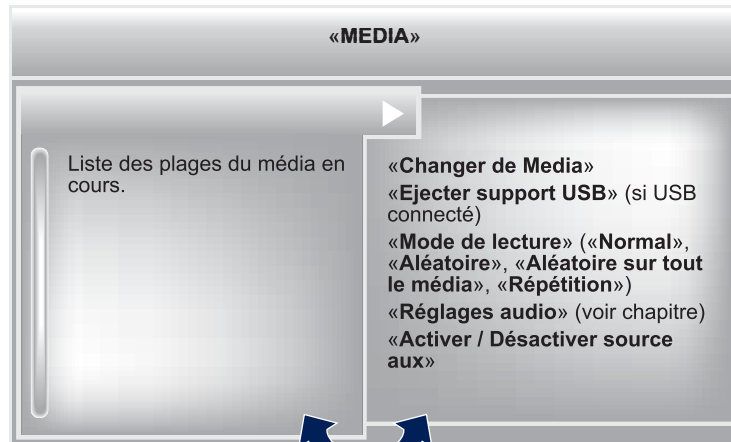 «MEDIA»
Liste des plages du média en
cours.
«Changer de Media»
«Ejecter support USB» (si USB
connecté)
«Mode de lecture» («Normal»,
«Aléatoire», «Aléatoire sur tout
le média», «Répétition»)
«Réglages audio» (voir chapitre)
«Activer / Désactiver source
aux»